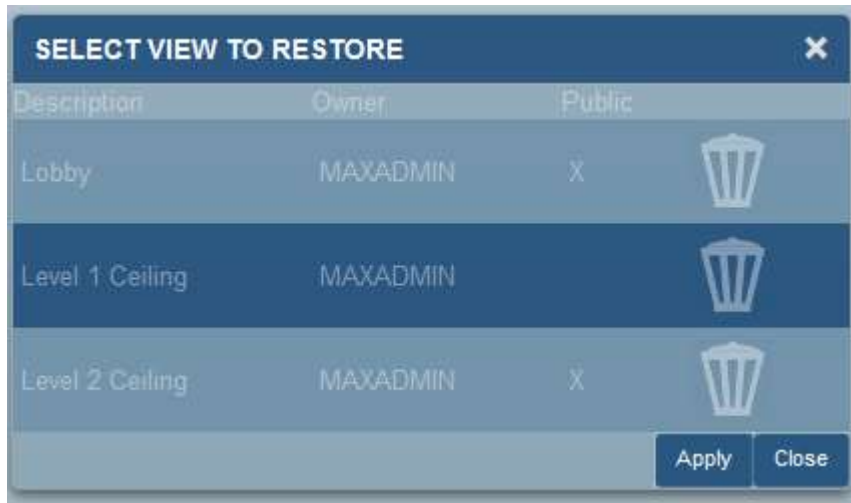 SELECT VIEW TO RESTORE
Description Owner Public
Lobby MAXADMIN X
Level 1 Ceiling MAXADMIN
Level 2 Ceiling MAXADMIN X
Apply Close